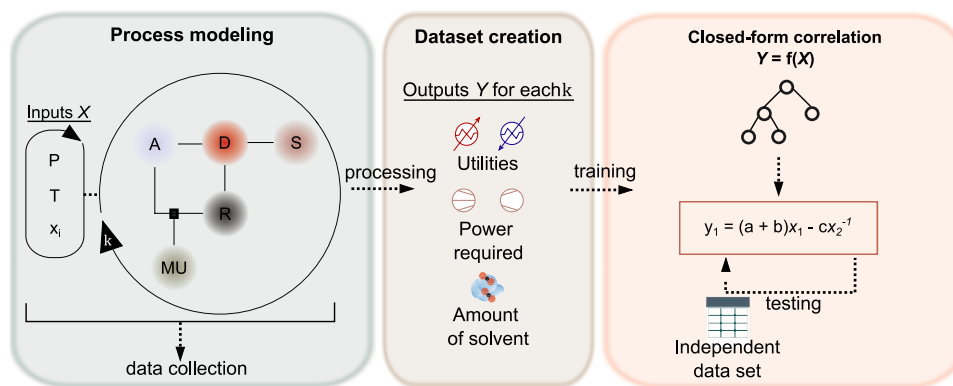 Process modeling
Inputs X
P
T
xi
A
D
S
R
MU
k
data collection
processing
Dataset creation
Outputs Y for eachk
Utilities
Power
required
Amount
of solvent
training
Closed-form correlation
Y = f(X)
y₁ = (a + b)x₁ - cx₂⁻¹
testing
Independent
data set